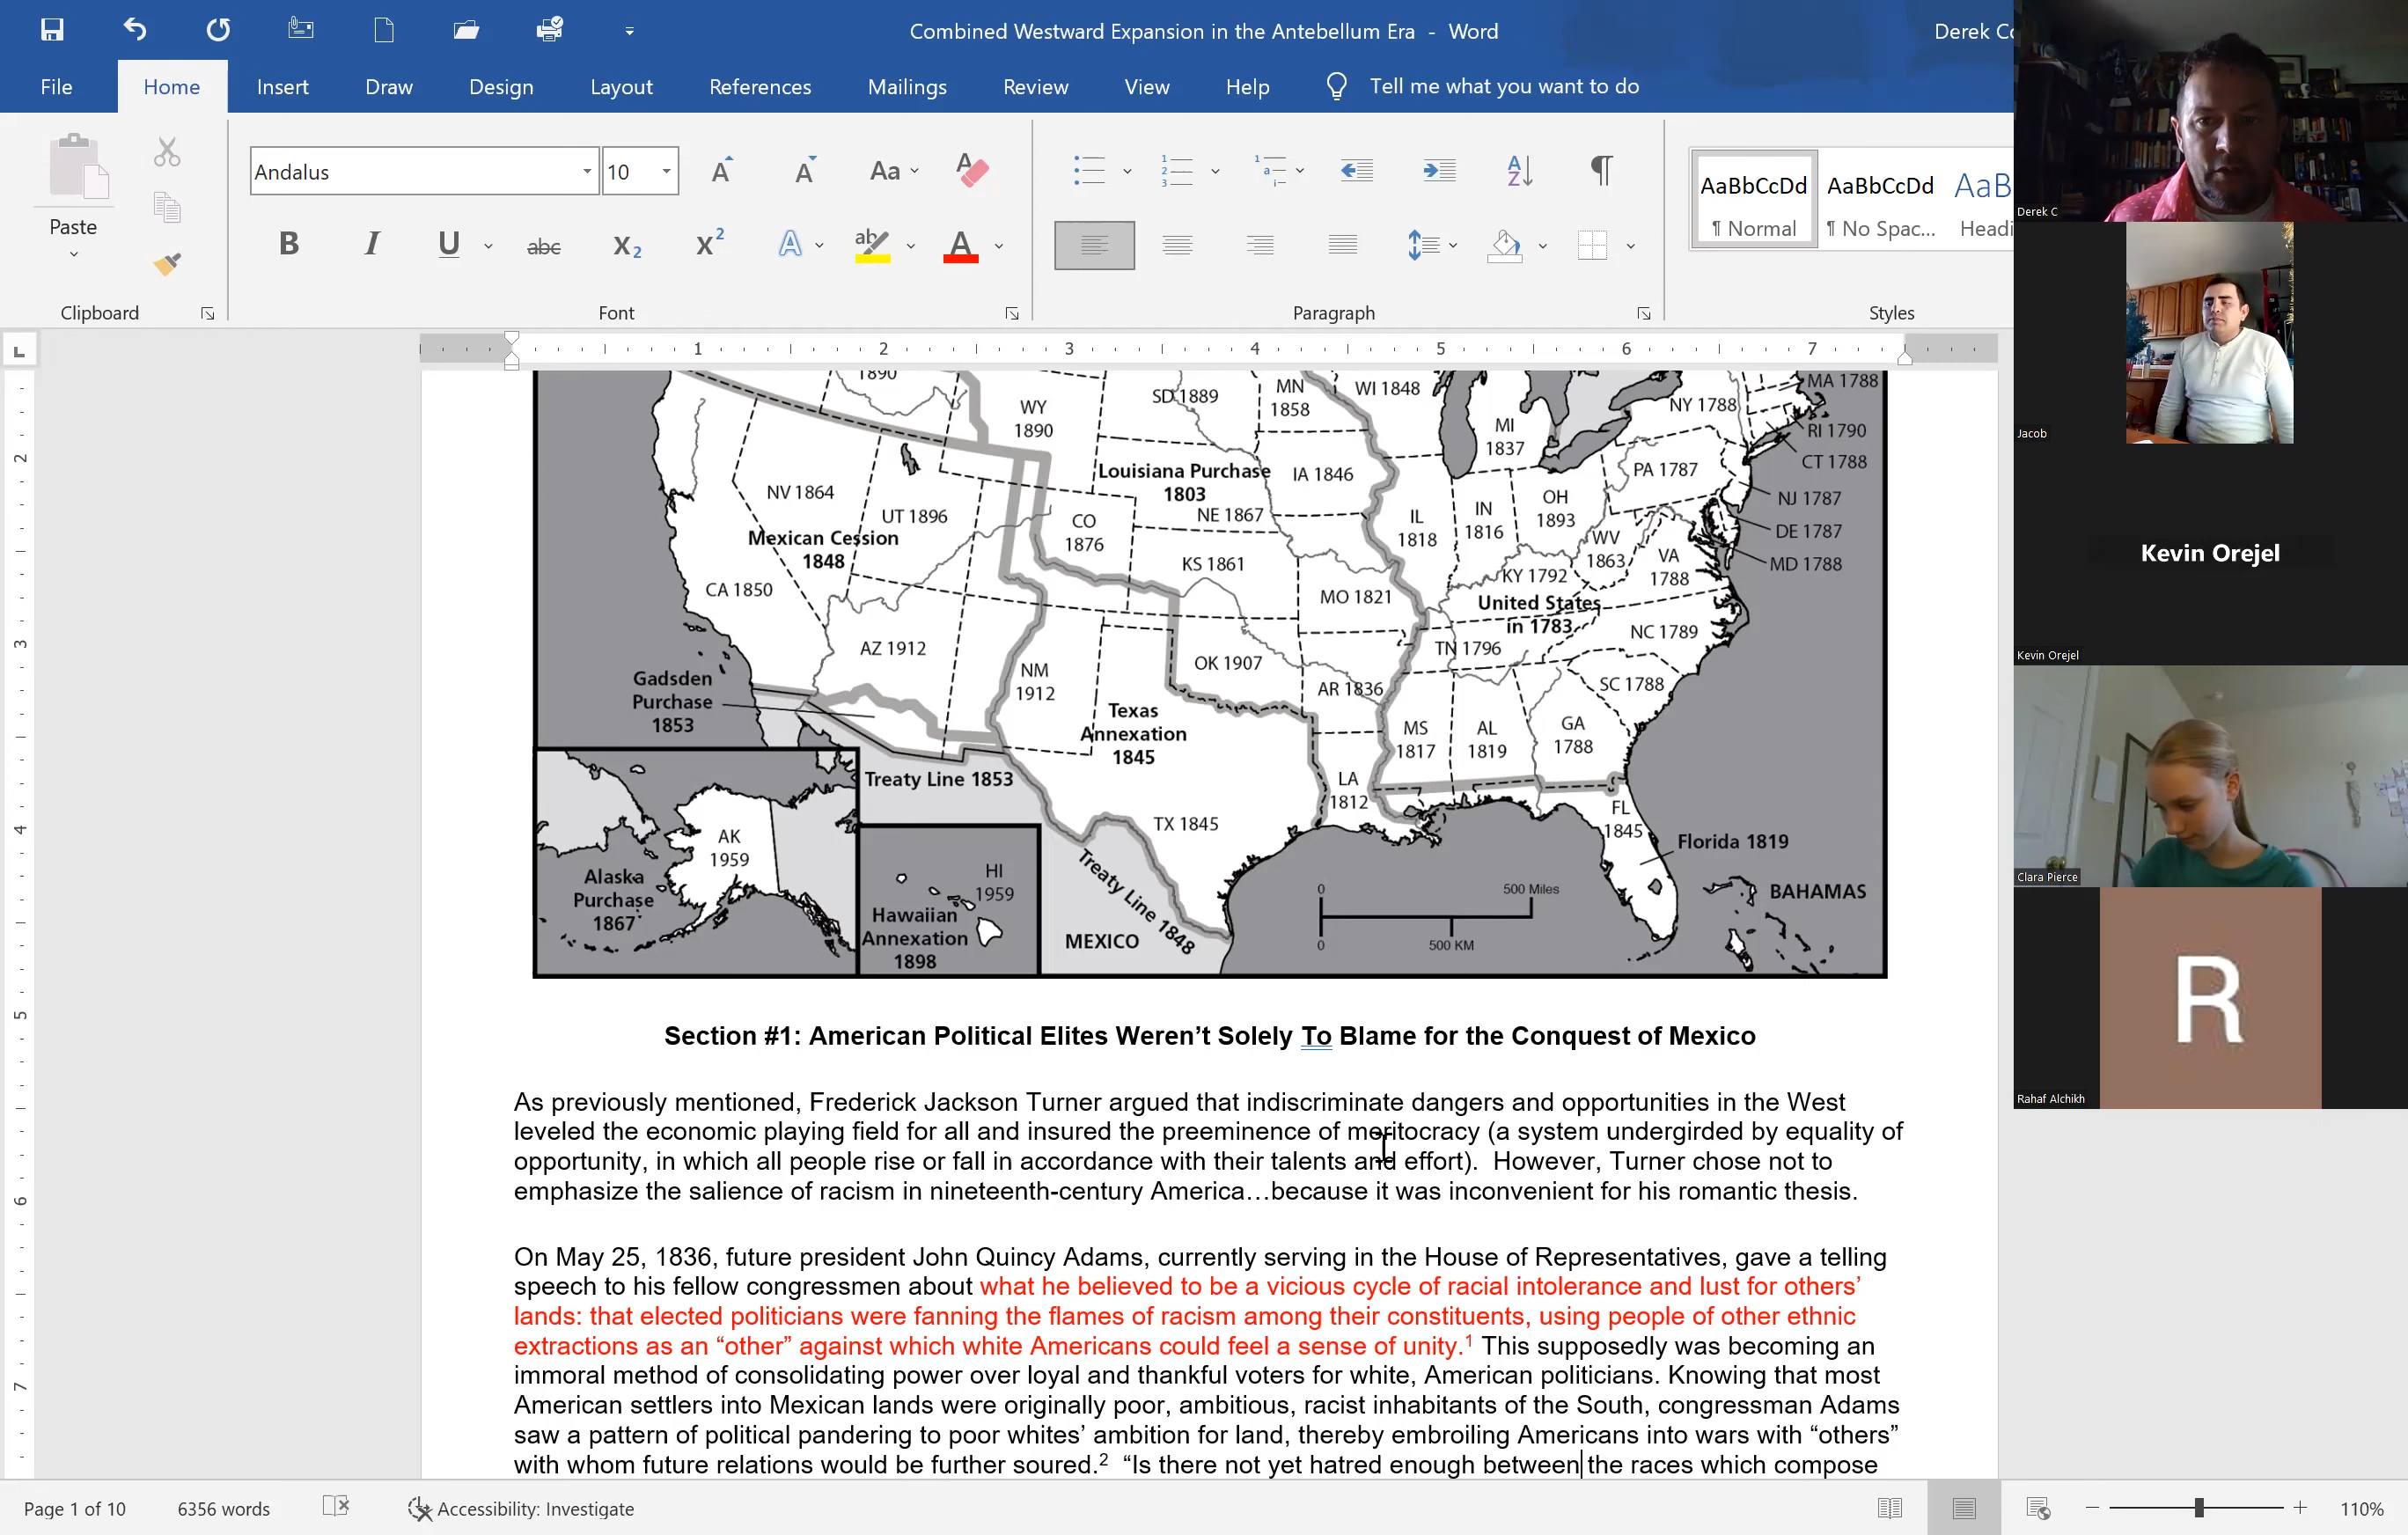 Combined Westward Expansion in the Antebellum Era - Word
Derek Co
File Home Insert Draw Design Layout References Mailings Review View Help Tell me what you want to do
Paste
Andalus 10
Clipboard Font Paragraph Styles
AaBbCcDd AaBbCcDd AaB
¶ Normal ¶ No Spac... Headi
L
1 2 3 4 5 6 7
2
3
4
5
6
7
1890
WY
1890
SD 1889
MN
1858
WI 1848
MI
1837
NY 1788
MA 1788
RI 1790
CT 1788
NJ 1787
DE 1787
MD 1788
PA 1787
Louisiana Purchase
1803
IA 1846
NV 1864
UT 1896
CO
1876
NE 1867
IL
1818
IN
1816
OH
1893
WV
1863
VA
1788
Mexican Cession
1848
KS 1861
CA 1850
MO 1821
KY 1792
United States
in 1783
NC 1789
TN 1796
AZ 1912
NM
1912
OK 1907
AR 1836
SC 1788
Gadsden
Purchase
1853
Texas
Annexation
1845
MS
1817
AL
1819
GA
1788
Treaty Line 1853
LA
1812
TX 1845
FL
1845
Florida 1819
AK
1959
Alaska
Purchase
1867
HI
1959
Hawaiian
Annexation
1898
Treaty Line 1848
MEXICO
0 500 Miles
0 500 KM
BAHAMAS
Section #1: American Political Elites Weren’t Solely To Blame for the Conquest of Mexico
As previously mentioned, Frederick Jackson Turner argued that indiscriminate dangers and opportunities in the West
leveled the economic playing field for all and insured the preeminence of meritocracy (a system undergirded by equality of
opportunity, in which all people rise or fall in accordance with their talents and effort).  However, Turner chose not to
emphasize the salience of racism in nineteenth-century America…because it was inconvenient for his romantic thesis.
On May 25, 1836, future president John Quincy Adams, currently serving in the House of Representatives, gave a telling
speech to his fellow congressmen about what he believed to be a vicious cycle of racial intolerance and lust for others’
lands: that elected politicians were fanning the flames of racism among their constituents, using people of other ethnic
extractions as an “other” against which white Americans could feel a sense of unity.1 This supposedly was becoming an
immoral method of consolidating power over loyal and thankful voters for white, American politicians. Knowing that most
American settlers into Mexican lands were originally poor, ambitious, racist inhabitants of the South, congressman Adams
saw a pattern of political pandering to poor whites’ ambition for land, thereby embroiling Americans into wars with “others”
with whom future relations would be further soured.2  “Is there not yet hatred enough between the races which compose
Page 1 of 10 6356 words Accessibility: Investigate 110%
Derek C
Jacob
Kevin Orejel
Kevin Orejel
Clara Pierce
R
Rahaf Alchikh